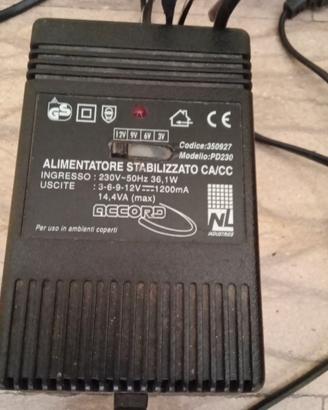 GS
12V 9V 6V 3V
CE
Codice:350927
Modello:PD230
ALIMENTATORE STABILIZZATO CA/CC
INGRESSO : 230V~50Hz 36,1W
USCITE : 3-6-9-12V⎓1200mA
14,4VA (max)
ACCORD
Per uso in ambienti coperti
NL
INDUSTRIES